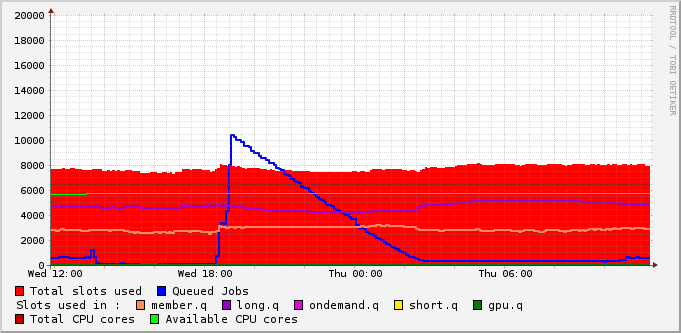 20000
18000
16000
14000
12000
10000
8000
6000
4000
2000
0
Wed 12:00 Wed 18:00 Thu 00:00 Thu 06:00
Total slots used Queued Jobs
Slots used in : member.q long.q ondemand.q short.q gpu.q
Total CPU cores Available CPU cores
RRDTOOL / TOBI OETIKER